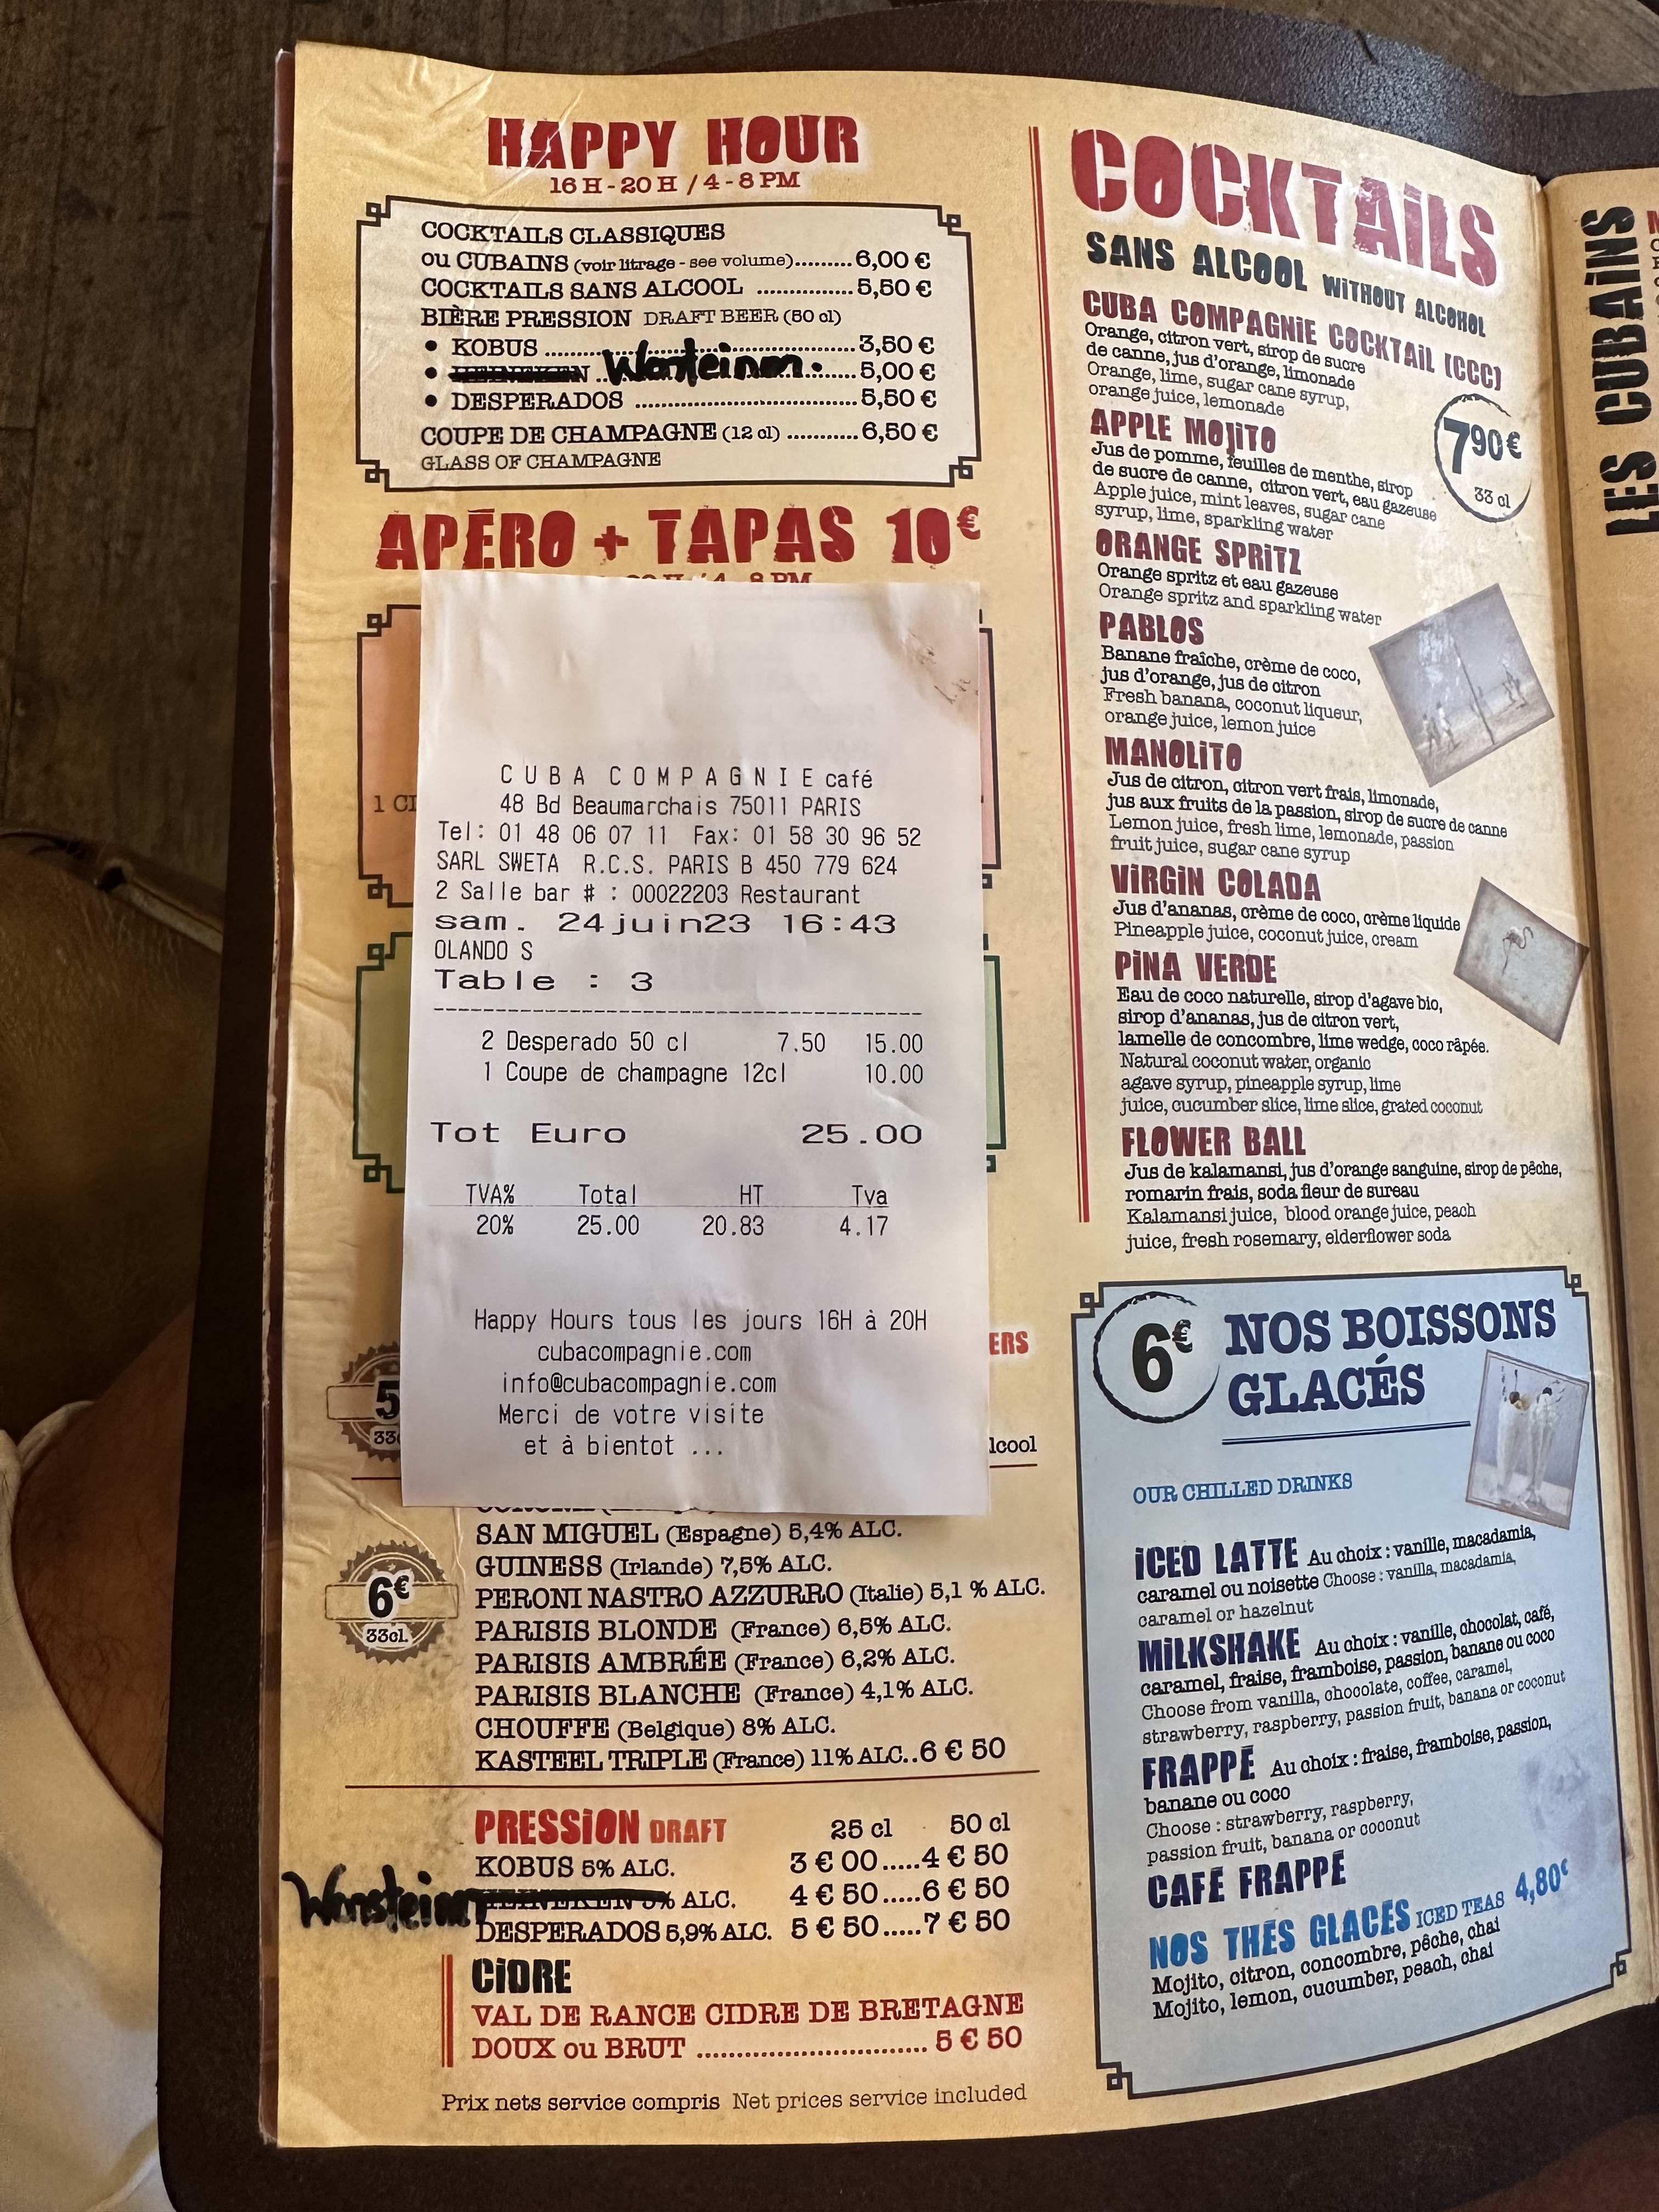 HAPPY HOUR
16 H - 20 H / 4 - 8 PM
COCKTAILS CLASSIQUES
ou CUBAINS (voir litrage - see volume).........6,00 €
COCKTAILS SANS ALCOOL ...............5,50 €
BIÈRE PRESSION DRAFT BEER (50 cl)
• KOBUS ................3,50 €
• HEINEKEN Warsteiner ......5,00 €
• DESPERADOS ................5,50 €
COUPE DE CHAMPAGNE (12 cl) ...........6,50 €
GLASS OF CHAMPAGNE
APÉRO + TAPAS 10€
20 H / 4 - 8 PM
CUBA COMPAGNIE café
48 Bd Beaumarchais 75011 PARIS
Tel: 01 48 06 07 11 Fax: 01 58 30 96 52
SARL SWETA R.C.S. PARIS B 450 779 624
2 Salle bar # : 00022203 Restaurant
sam. 24juin23 16:43
OLANDO S
Table : 3
2 Desperado 50 cl 7.50 15.00
1 Coupe de champagne 12cl 10.00
Tot Euro 25.00
TVA% Total HT Tva
20% 25.00 20.83 4.17
Happy Hours tous les jours 16H à 20H
cubacompagnie.com
info@cubacompagnie.com
Merci de votre visite
et à bientot ...
1 CI
ERS
5
33c
lcool
SAN MIGUEL (Espagne) 5,4% ALC.
GUINESS (Irlande) 7,5% ALC.
6€
33cl.
PERONI NASTRO AZZURRO (Italie) 5,1 % ALC.
PARISIS BLONDE (France) 6,5% ALC.
PARISIS AMBRÉE (France) 6,2% ALC.
PARISIS BLANCHE (France) 4,1% ALC.
CHOUFFE (Belgique) 8% ALC.
KASTEEL TRIPLE (France) 11% ALC..6 € 50
PRESSION DRAFT 25 cl 50 cl
KOBUS 5% ALC. 3 € 00.....4 € 50
Warsteiner HEINEKEN 5% ALC. 4 € 50.....6 € 50
DESPERADOS 5,9% ALC. 5 € 50.....7 € 50
CIDRE
VAL DE RANCE CIDRE DE BRETAGNE
DOUX ou BRUT ............................ 5 € 50
Prix nets service compris Net prices service included
COCKTAILS
SANS ALCOOL WITHOUT ALCOHOL
CUBA COMPAGNIE COCKTAIL (CCC)
Orange, citron vert, sirop de sucre
de canne, jus d'orange, limonade
Orange, lime, sugar cane syrup,
orange juice, lemonade
7 90 €
33 cl
APPLE MOJITO
Jus de pomme, feuilles de menthe, sirop
de sucre de canne, citron vert, eau gazeuse
Apple juice, mint leaves, sugar cane
syrup, lime, sparkling water
ORANGE SPRITZ
Orange spritz et eau gazeuse
Orange spritz and sparkling water
PABLOS
Banane fraîche, crème de coco,
jus d'orange, jus de citron
Fresh banana, coconut liqueur,
orange juice, lemon juice
MANOLITO
Jus de citron, citron vert frais, limonade,
jus aux fruits de la passion, sirop de sucre de canne
Lemon juice, fresh lime, lemonade, passion
fruit juice, sugar cane syrup
VIRGIN COLADA
Jus d'ananas, crème de coco, crème liquide
Pineapple juice, coconut juice, cream
PINA VERDE
Eau de coco naturelle, sirop d'agave bio,
sirop d'ananas, jus de citron vert,
lamelle de concombre, lime wedge, coco râpée.
Natural coconut water, organic
agave syrup, pineapple syrup, lime
juice, cucumber slice, lime slice, grated coconut
FLOWER BALL
Jus de kalamansi, jus d'orange sanguine, sirop de pêche,
romarin frais, soda fleur de sureau
Kalamansi juice, blood orange juice, peach
juice, fresh rosemary, elderflower soda
6€ NOS BOISSONS
GLACÉS
OUR CHILLED DRINKS
ICED LATTE Au choix : vanille, macadamia,
caramel ou noisette Choose : vanilla, macadamia,
caramel or hazelnut
MILKSHAKE Au choix : vanille, chocolat, café,
caramel, fraise, framboise, passion, banane ou coco
Choose from vanilla, chocolate, coffee, caramel,
strawberry, raspberry, passion fruit, banana or coconut
FRAPPÉ Au choix : fraise, framboise, passion,
banane ou coco
Choose : strawberry, raspberry,
passion fruit, banana or coconut
CAFÉ FRAPPÉ
NOS THÉS GLACÉS ICED TEAS 4,80€
Mojito, citron, concombre, pêche, chai
Mojito, lemon, cucumber, peach, chai
LES CUBAINS